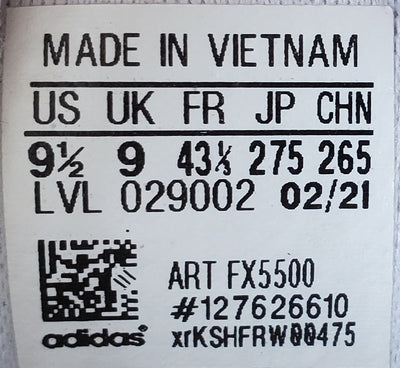 MADE IN VIETNAM
US UK FR JP CHN
9½ 9 43⅓ 275 265
LVL 029002 02/21
ART FX5500
#127626610
adidas® xrKSHFRW00475